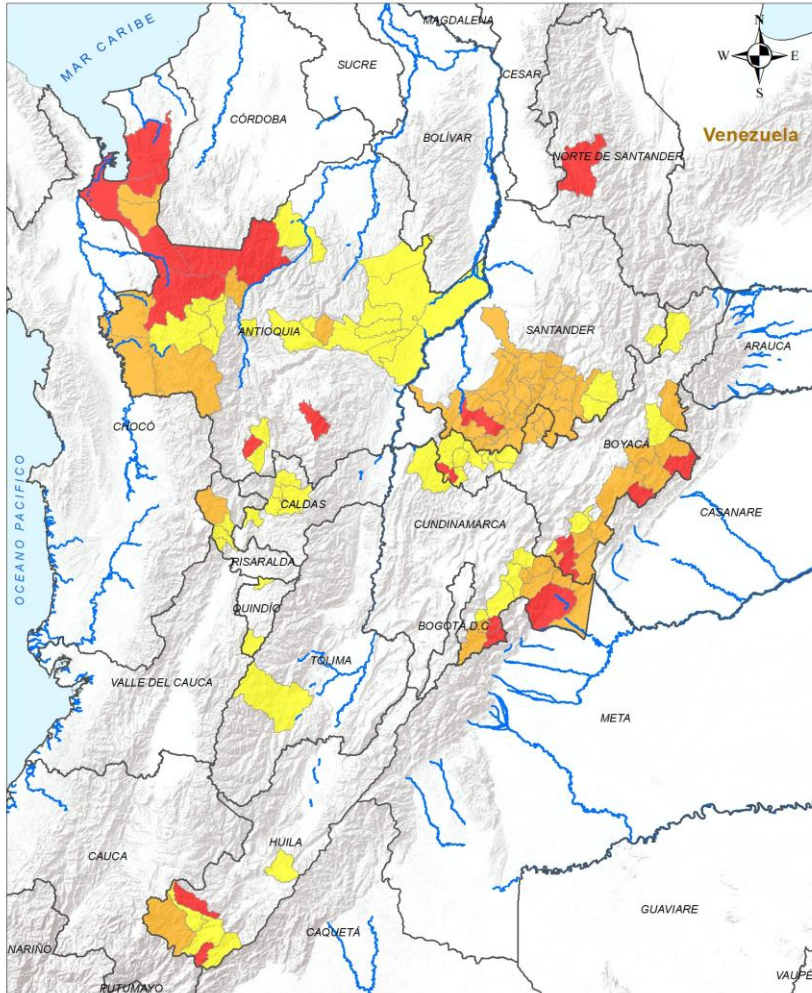 MAGDALENA
N
W
E
S
MAR CARIBE
SUCRE
CESAR
CÓRDOBA
BOLÍVAR
Venezuela
NORTE DE SANTANDER
ANTIOQUIA
SANTANDER
ARAUCA
CHOCÓ
BOYACÁ
OCEANO PACIFICO
CALDAS
CASANARE
CUNDINAMARCA
RISARALDA
QUINDÍO
BOGOTÁ,D.C
TOLIMA
VALLE DEL CAUCA
META
HUILA
CAUCA
GUAVIARE
CAQUETÁ
NARIÑO
PUTUMAYO
VAUPÉ